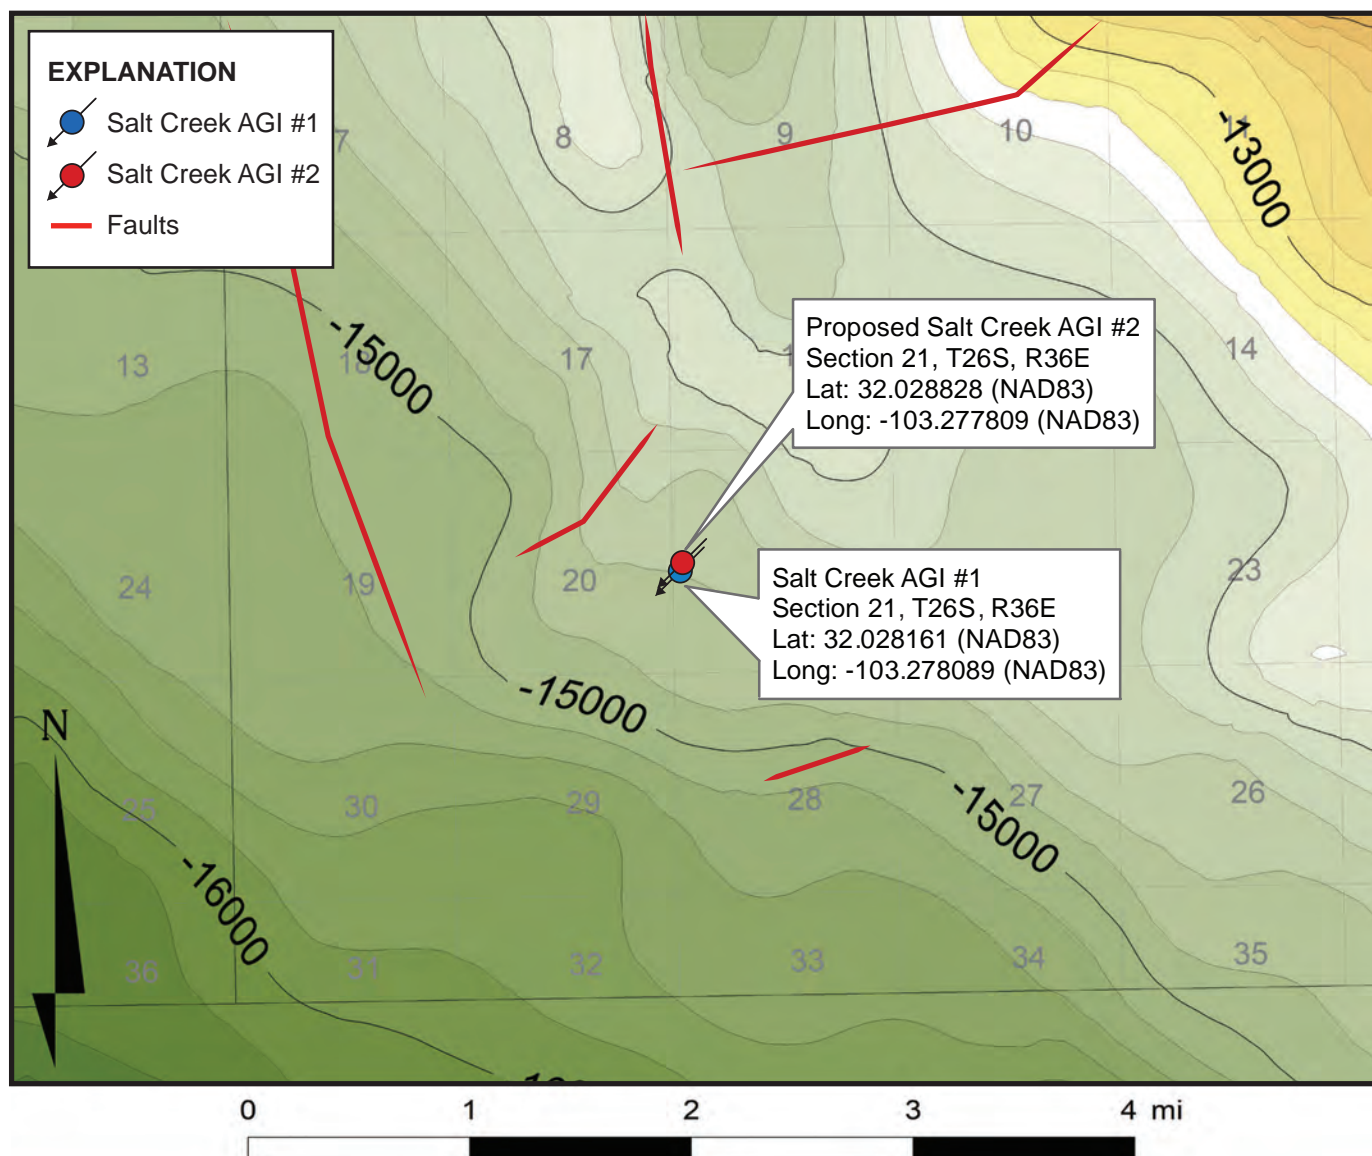 EXPLANATION
Salt Creek AGI #1
Salt Creek AGI #2
Faults
7
8
9
10
-13000
13
18
-15000
17
14
Proposed Salt Creek AGI #2
Section 21, T26S, R36E
Lat: 32.028828 (NAD83)
Long: -103.277809 (NAD83)
24
19
20
23
Salt Creek AGI #1
Section 21, T26S, R36E
Lat: 32.028161 (NAD83)
Long: -103.278089 (NAD83)
-15000
N
25
30
29
28
27
26
-15000
-16000
36
31
32
33
34
35
0 1 2 3 4 mi